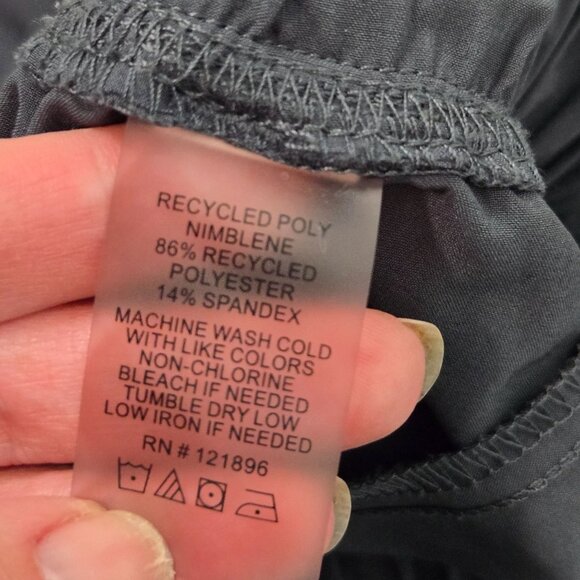 RECYCLED POLY
NIMBLENE
86% RECYCLED
POLYESTER
14% SPANDEX
MACHINE WASH COLD
WITH LIKE COLORS
NON-CHLORINE
BLEACH IF NEEDED
TUMBLE DRY LOW
LOW IRON IF NEEDED
RN # 121896